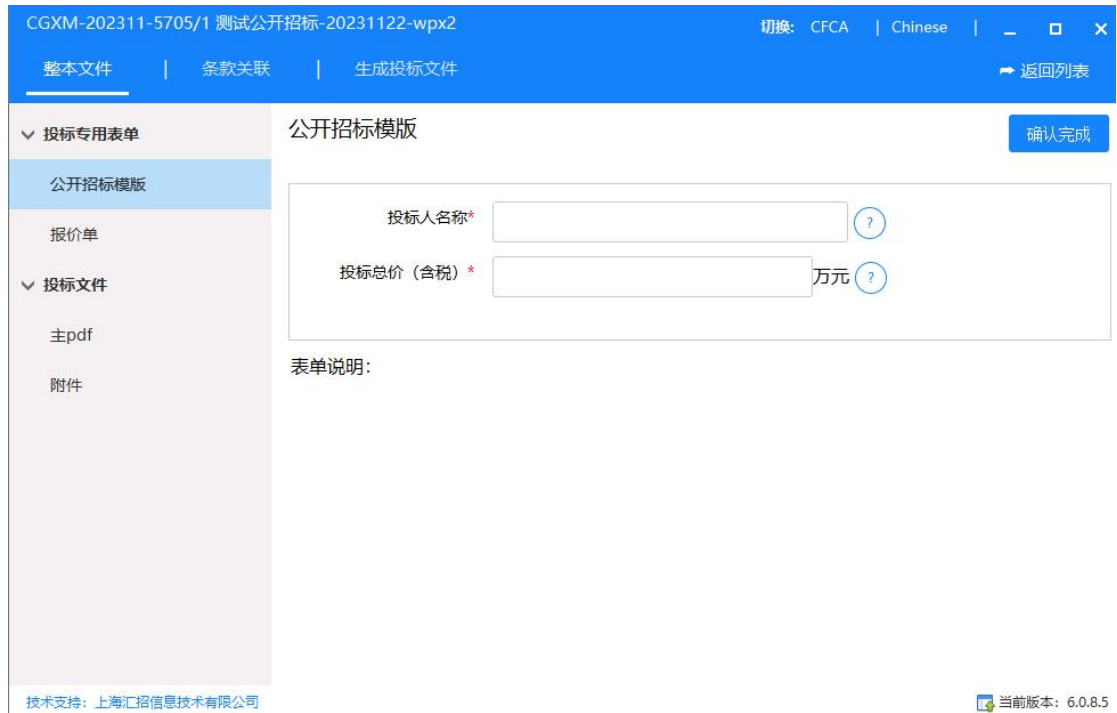 CGXM-202311-5705/1 测试公开招标-20231122-wpx2
切换: CFCA | Chinese |
整本文件 | 条款关联 | 生成投标文件
返回列表
投标专用表单
公开招标模版
报价单
投标文件
主pdf
附件
公开招标模版
确认完成
投标人名称* ?
投标总价（含税）* 万元 ?
表单说明：
技术支持：上海汇招信息技术有限公司
当前版本：6.0.8.5